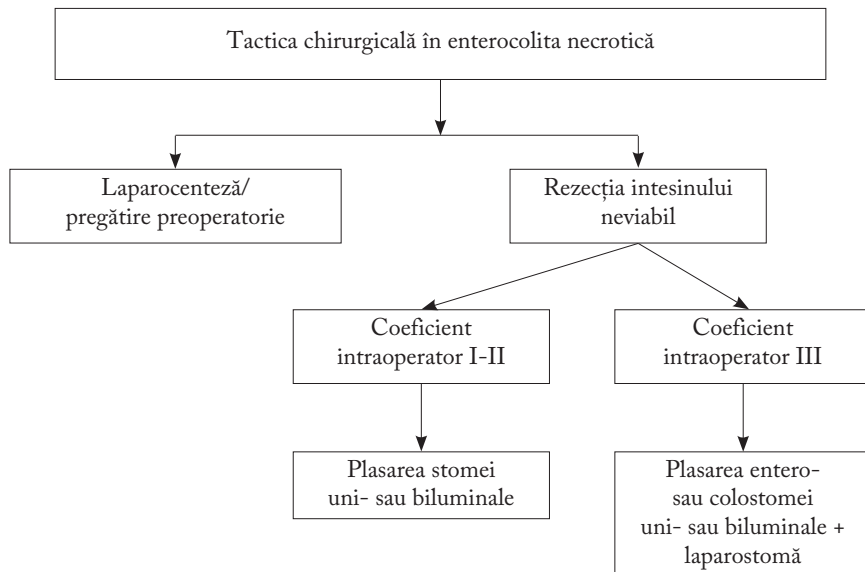 Tactica chirurgicală în enterocolita necrotică
Laparocenteză/
pregătire preoperatorie
Rezecția intesinului
neviabil
Coeficient
intraoperator I-II
Coeficient
intraoperator III
Plasarea stomei
uni- sau biluminale
Plasarea entero-
sau colostomei
uni- sau biluminale +
laparostomă